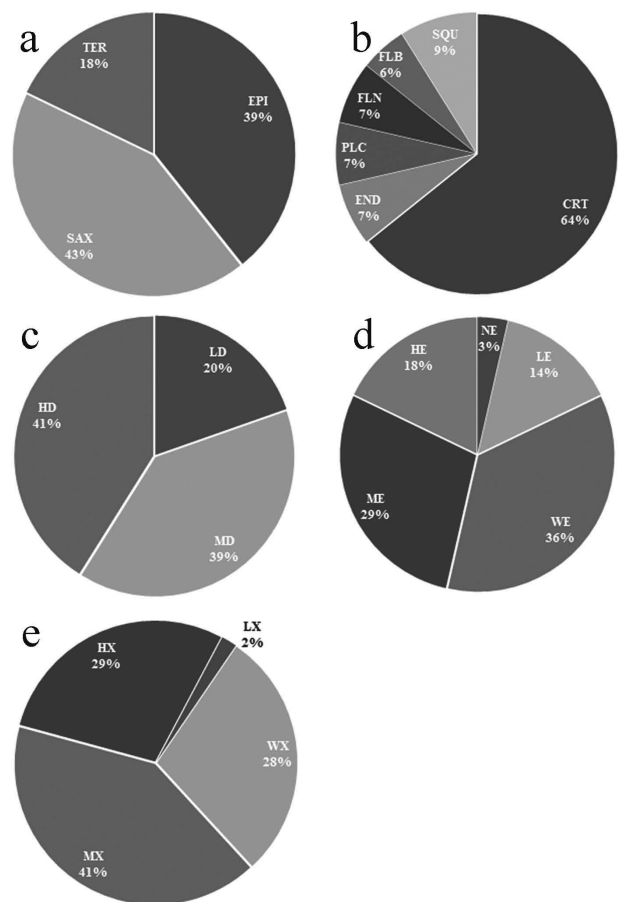 a
TER
18%
EPI
39%
SAX
43%
b
SQU
9%
FLB
6%
FLN
7%
PLC
7%
END
7%
CRT
64%
c
LD
20%
HD
41%
MD
39%
d
NE
3%
LE
14%
HE
18%
ME
29%
WE
36%
e
LX
2%
HX
29%
WX
28%
MX
41%